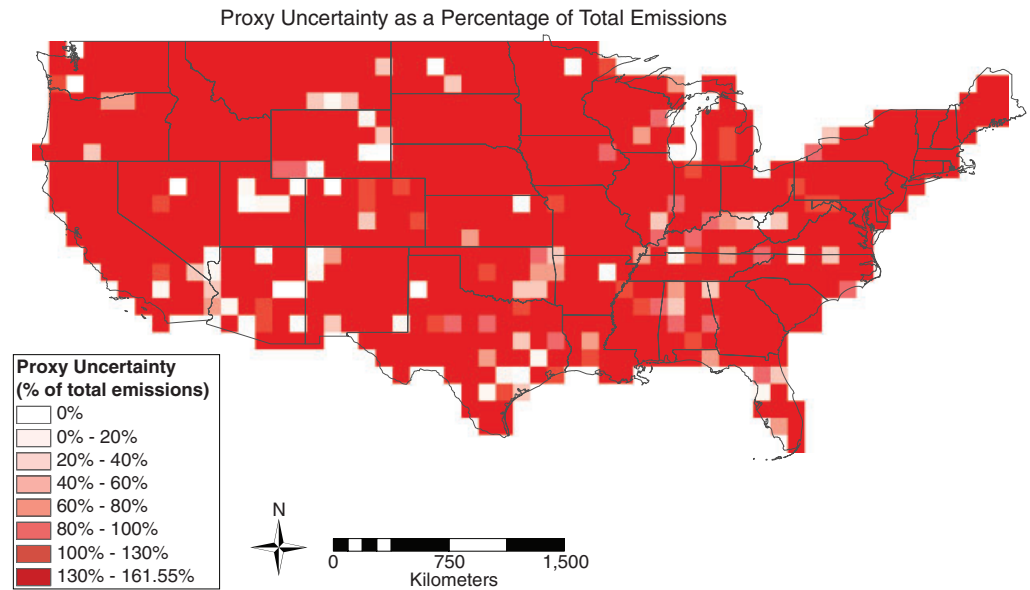 Proxy Uncertainty as a Percentage of Total Emissions
Proxy Uncertainty
(% of total emissions)
0%
0% - 20%
20% - 40%
40% - 60%
60% - 80%
80% - 100%
100% - 130%
130% - 161.55%
N
0 750 1,500
Kilometers